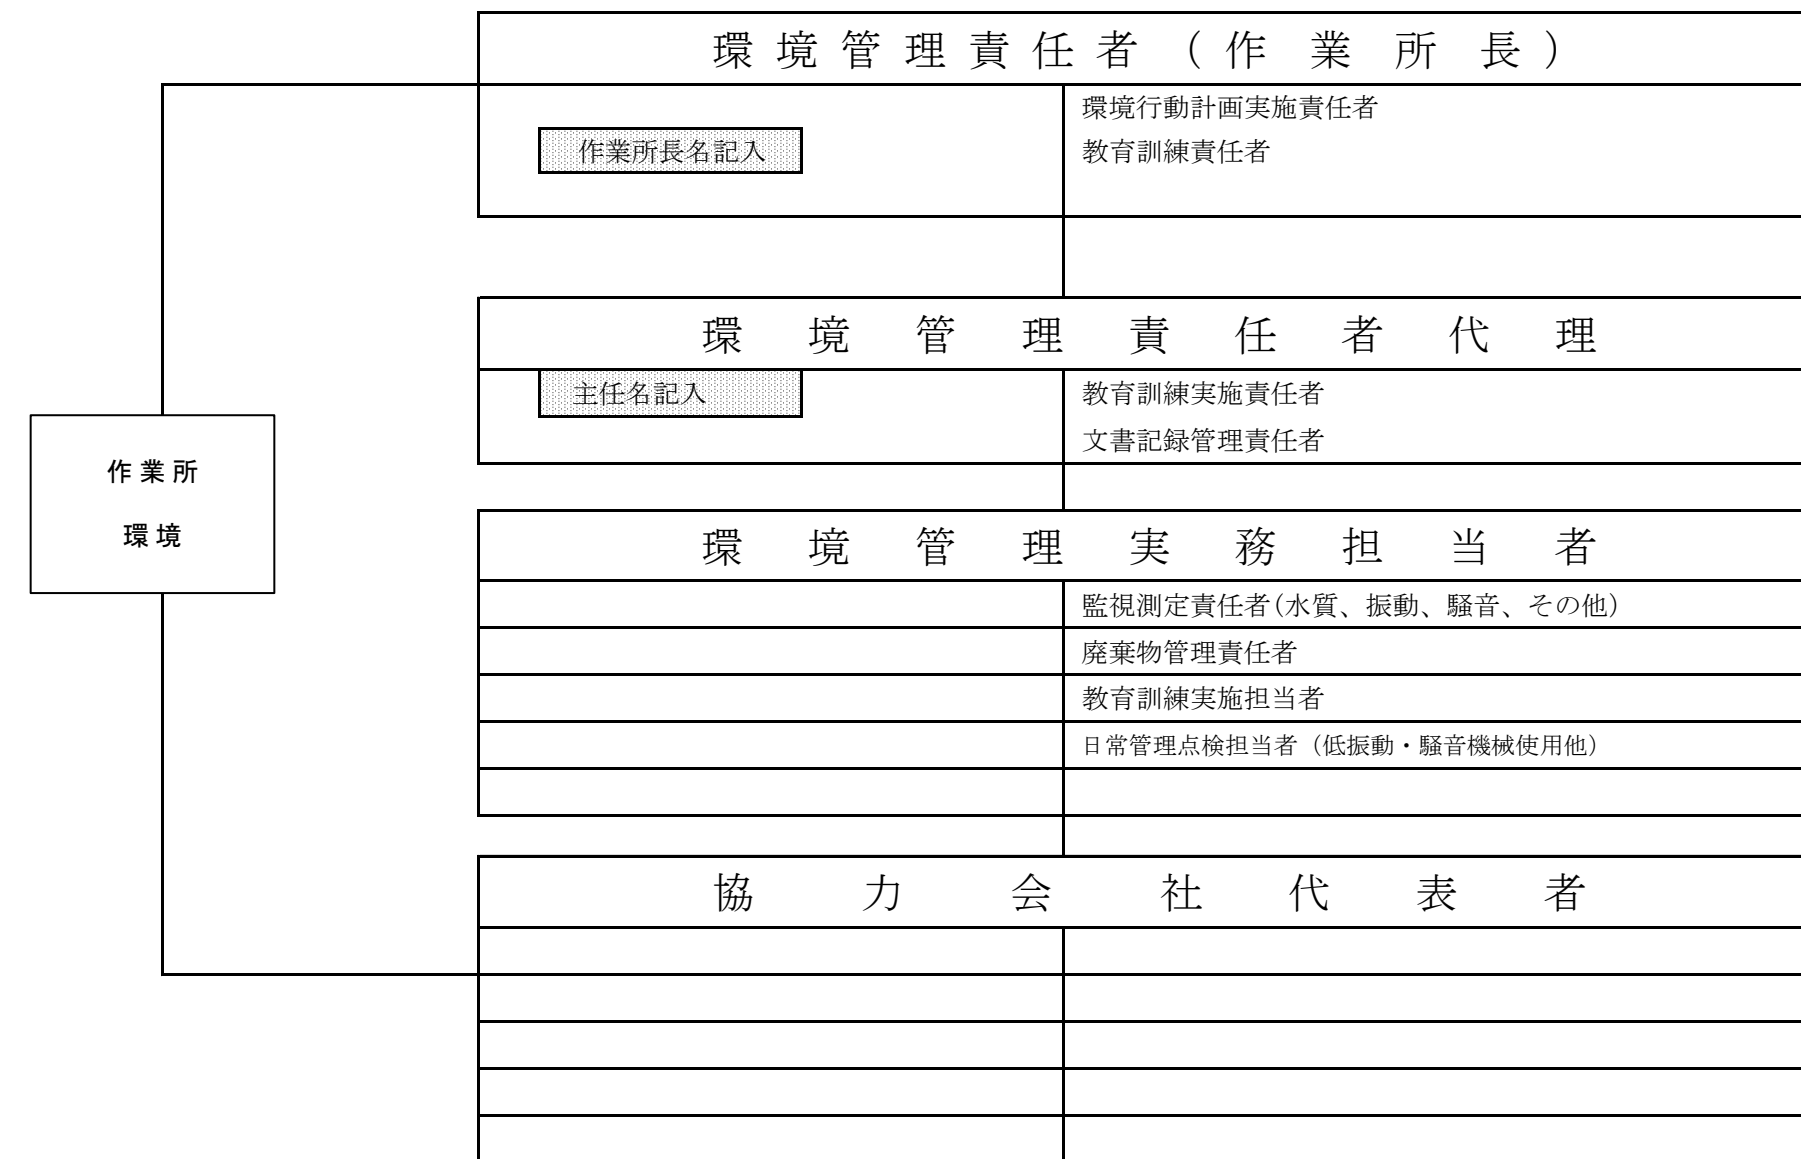 環境管理責任者（作業所長）
作業所長名記入
環境行動計画実施責任者
教育訓練責任者
環境管理責任者代理
主任名記入
教育訓練実施責任者
文書記録管理責任者
作業所
環境
環境管理実務担当者
監視測定責任者(水質、振動、騒音、その他)
廃棄物管理責任者
教育訓練実施担当者
日常管理点検担当者（低振動・騒音機械使用他）
協力会社代表者